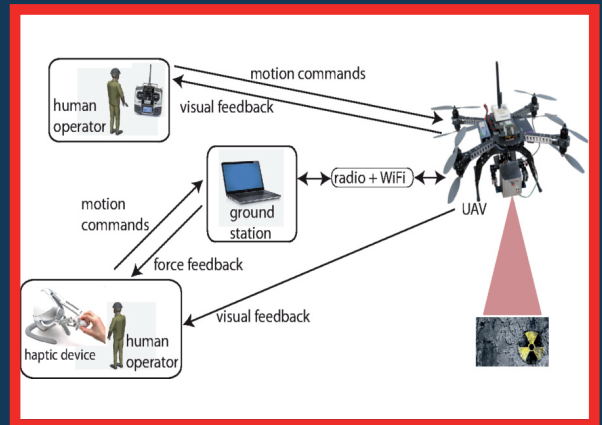 motion commands
human
operator
visual feedback
radio + WiFi
ground
station
UAV
motion
commands
force feedback
visual feedback
haptic device
human
operator